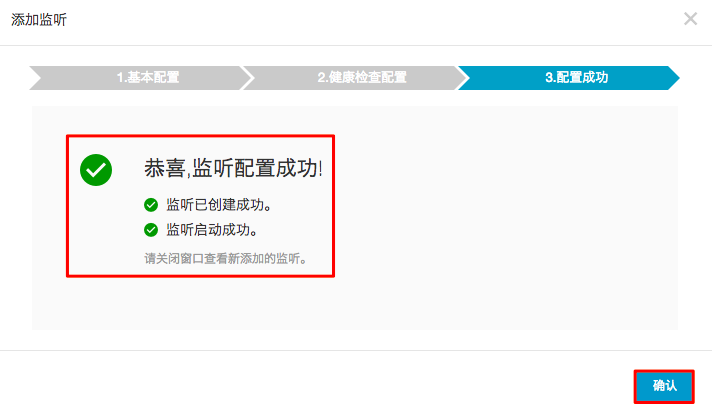 添加监听
1.基本配置
2.健康检查配置
3.配置成功
恭喜,监听配置成功!
监听已创建成功。
监听启动成功。
请关闭窗口查看新添加的监听。
确认